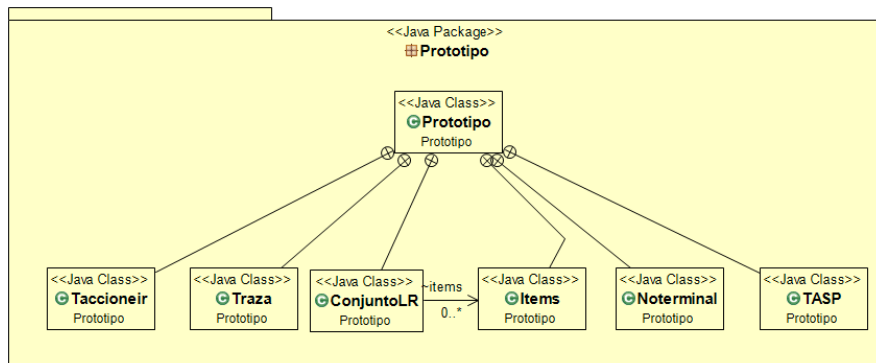 <<Java Package>>
Prototipo
<<Java Class>>
Prototipo
Prototipo
<<Java Class>>
Taccioneir
Prototipo
<<Java Class>>
Traza
Prototipo
<<Java Class>>
ConjuntoLR
Prototipo
~items
0..*
<<Java Class>>
Items
Prototipo
<<Java Class>>
Noterminal
Prototipo
<<Java Class>>
TASP
Prototipo